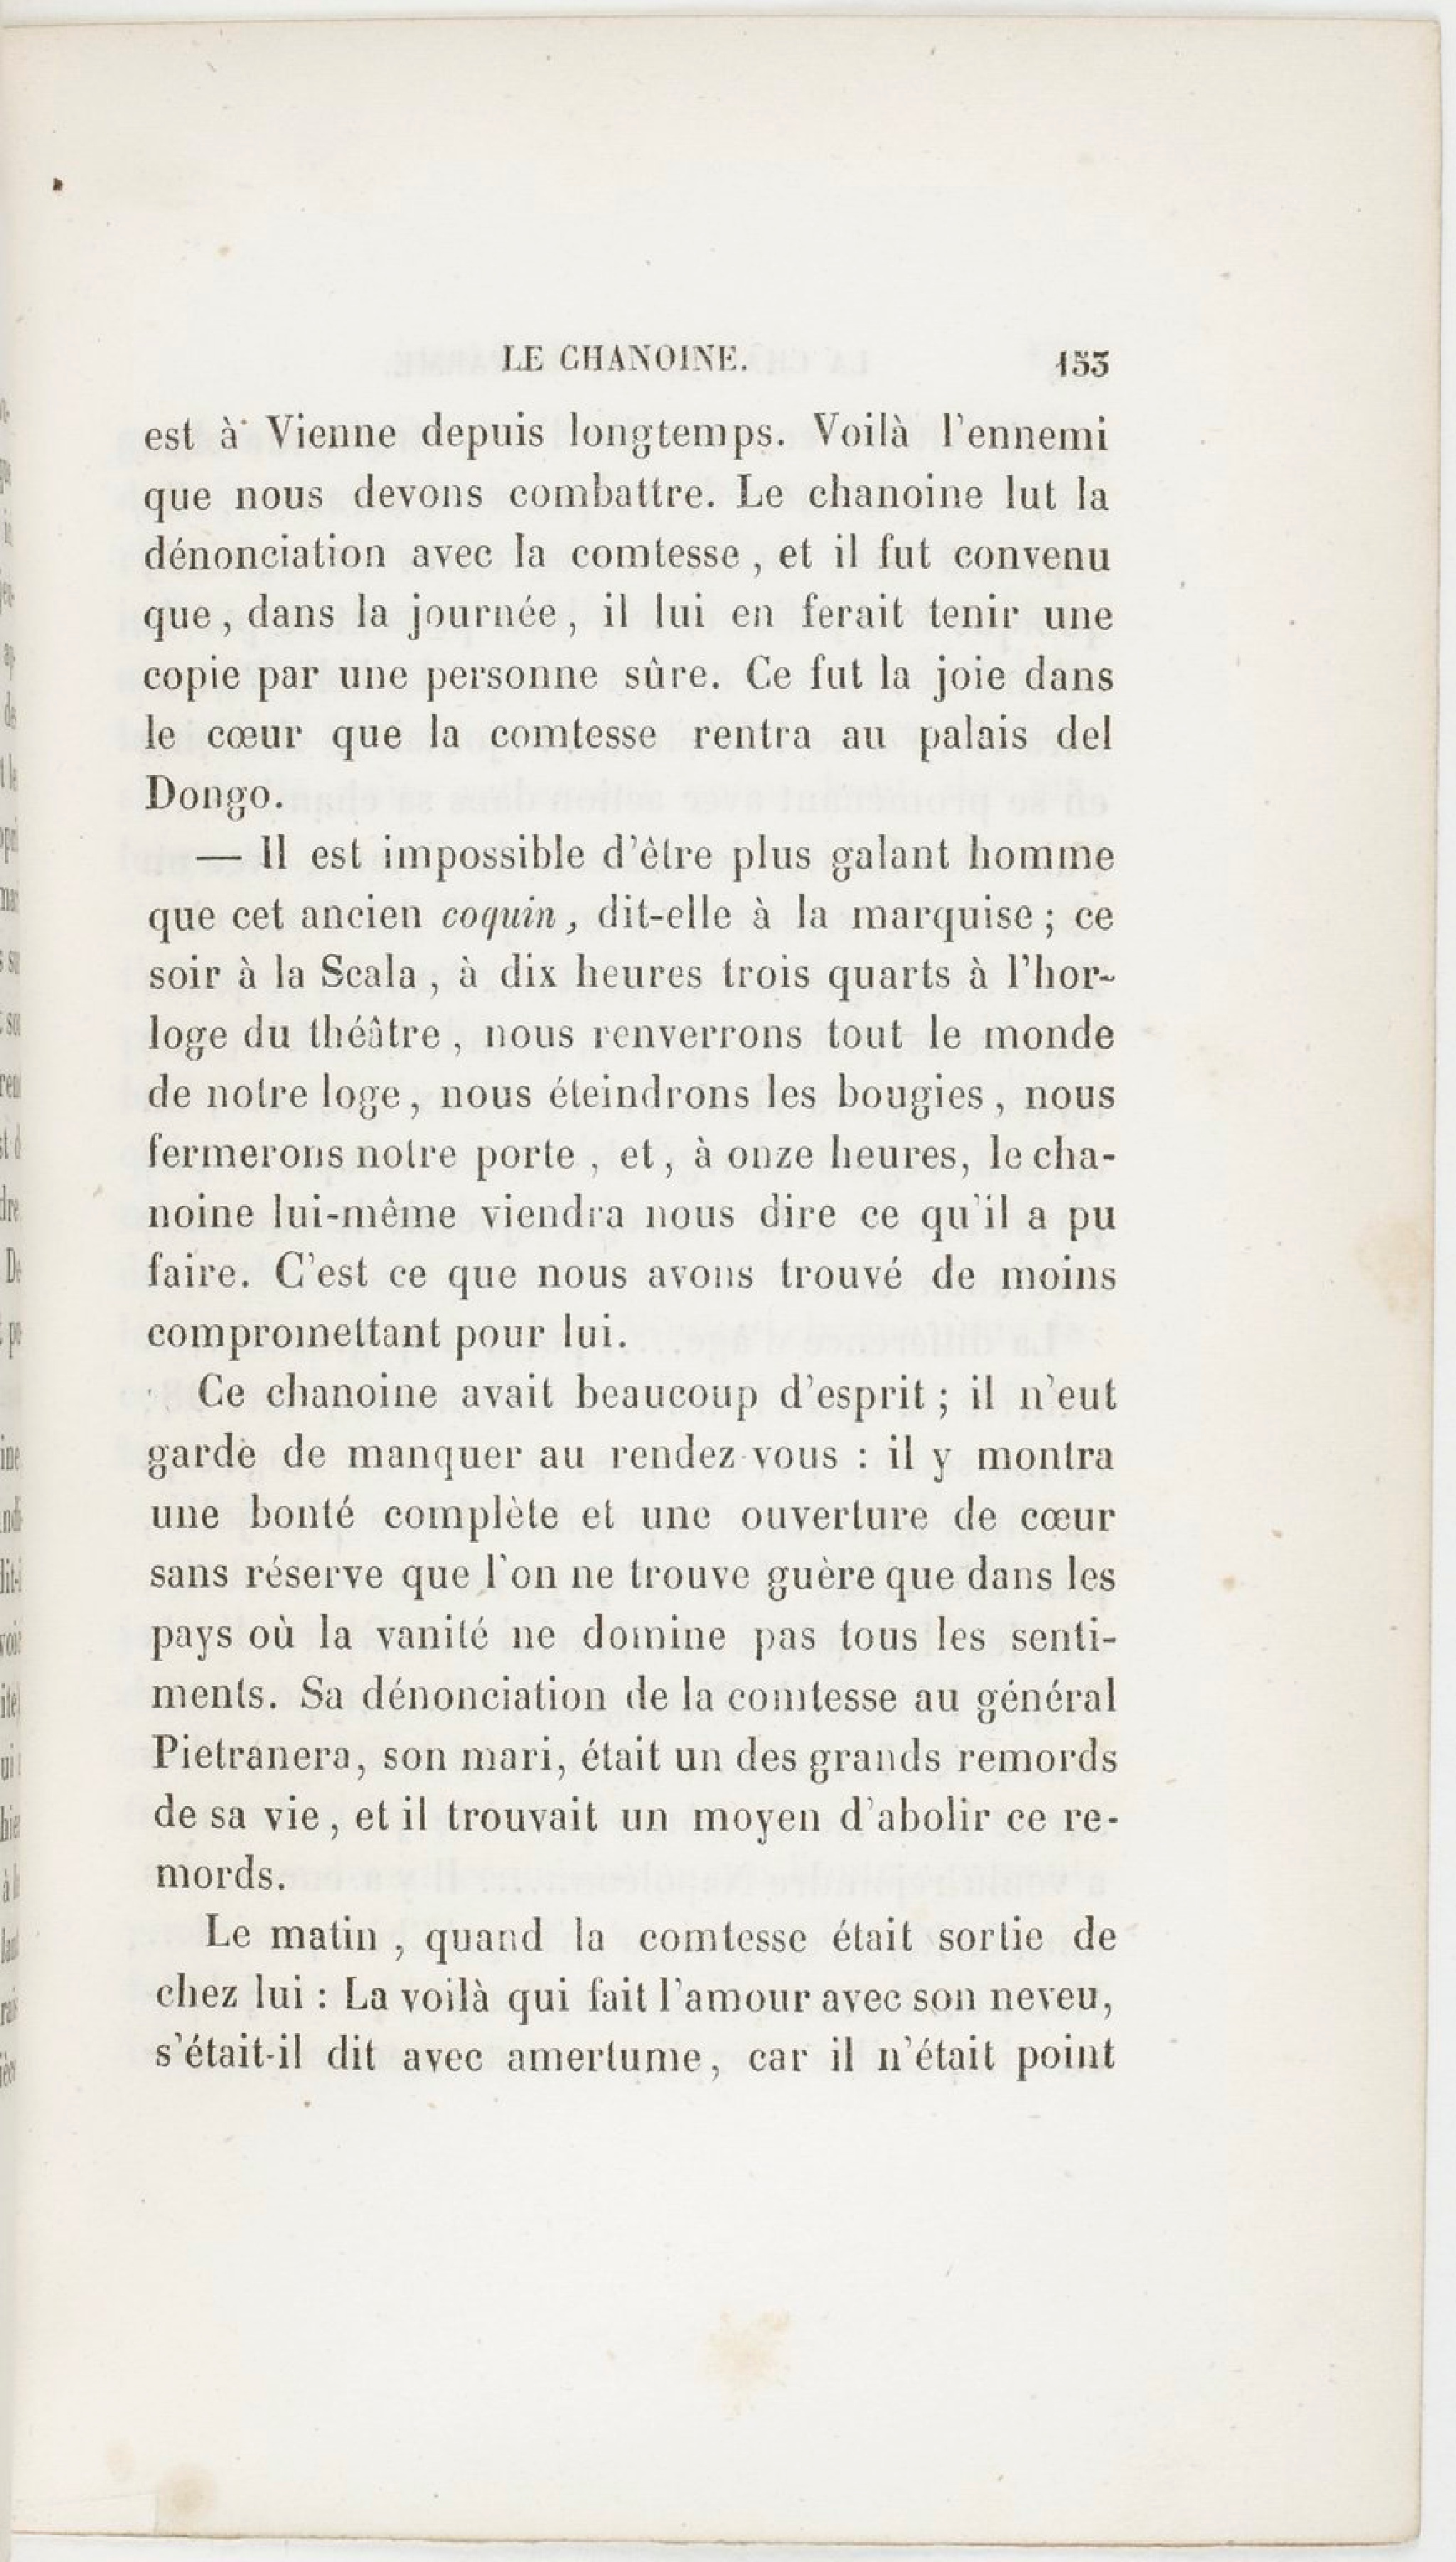 LE CHANOINE. 153
est à Vienne depuis longtemps. Voilà l'ennemi
que nous devons combattre. Le chanoine lut la
dénonciation avec la comtesse, et il fut convenu
que, dans la journée, il lui en ferait tenir une
copie par une personne sûre. Ce fut la joie dans
le cœur que la comtesse rentra au palais del
Dongo.
— Il est impossible d'être plus galant homme
que cet ancien coquin, dit-elle à la marquise; ce
soir à la Scala, à dix heures trois quarts à l'hor-
loge du théâtre, nous renverrons tout le monde
de notre loge, nous éteindrons les bougies, nous
fermerons notre porte, et, à onze heures, le cha-
noine lui-même viendra nous dire ce qu'il a pu
faire. C'est ce que nous avons trouvé de moins
compromettant pour lui.
Ce chanoine avait beaucoup d'esprit; il n'eut
garde de manquer au rendez-vous : il y montra
une bonté complète et une ouverture de cœur
sans réserve que l'on ne trouve guère que dans les
pays où la vanité ne domine pas tous les senti-
ments. Sa dénonciation de la comtesse au général
Pietranera, son mari, était un des grands remords
de sa vie, et il trouvait un moyen d'abolir ce re-
mords.
Le matin, quand la comtesse était sortie de
chez lui : La voilà qui fait l'amour avec son neveu,
s'était-il dit avec amertume, car il n'était point